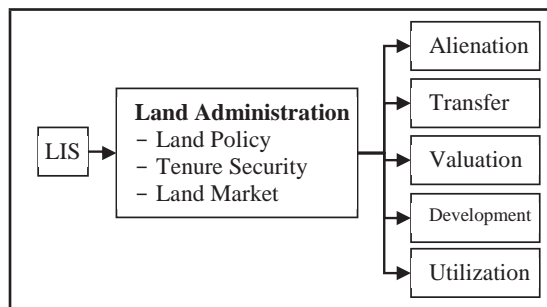 LIS
Land Administration
– Land Policy
– Tenure Security
– Land Market
Alienation
Transfer
Valuation
Development
Utilization